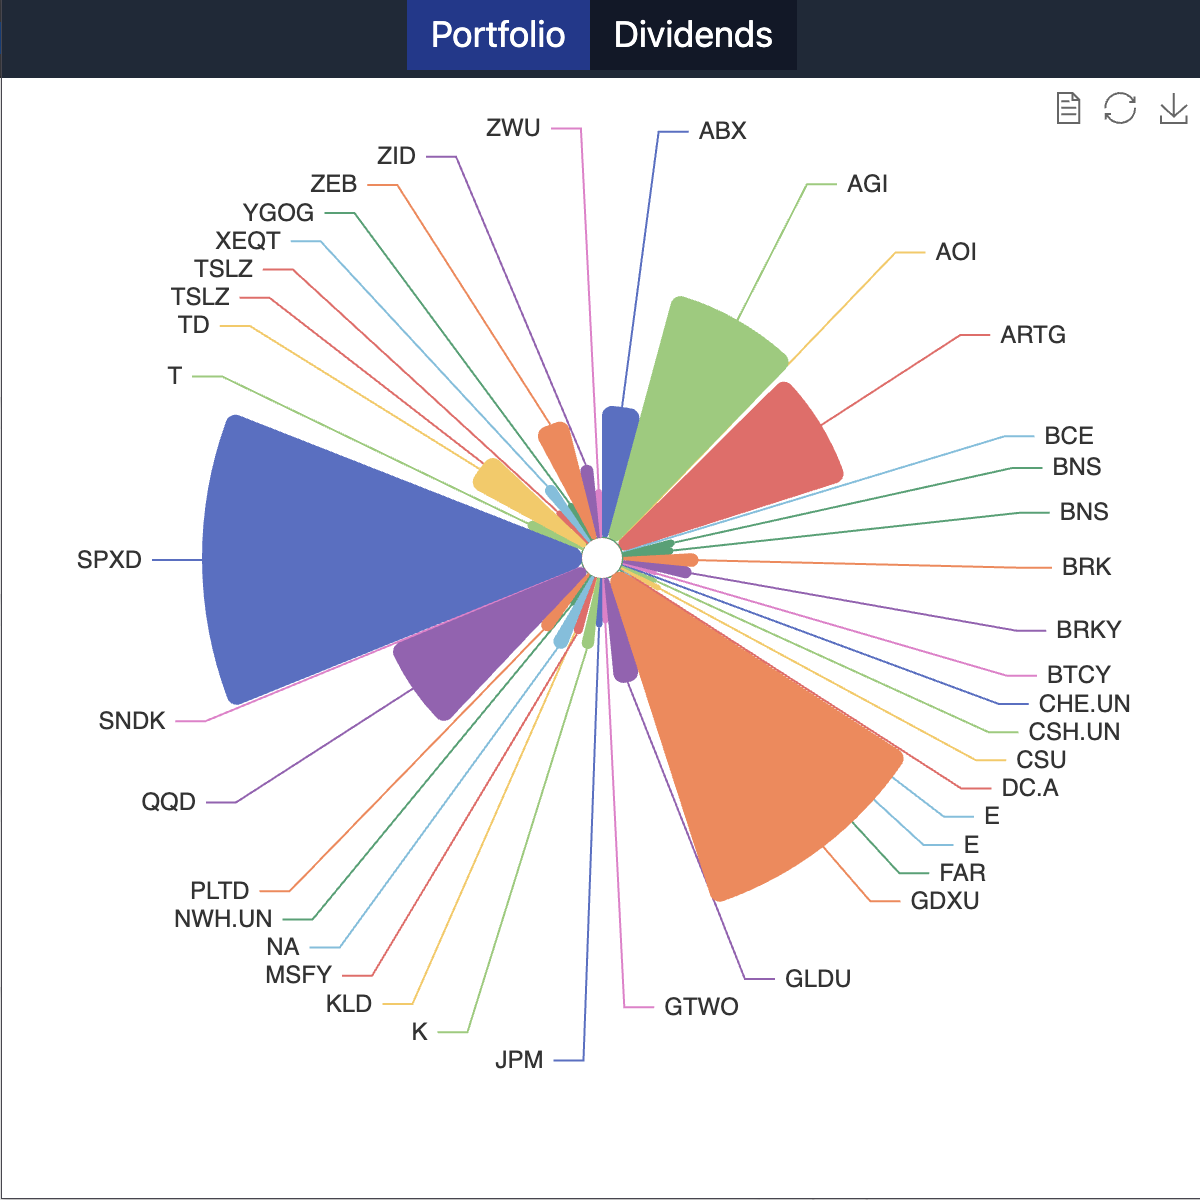 Portfolio
Dividends
ZWU
ABX
ZID
AGI
ZEB
YGOG
XEQT
AOI
TSLZ
TSLZ
TD
ARTG
T
BCE
BNS
BNS
SPXD
BRK
BRKY
BTCY
CHE.UN
SNDK
CSH.UN
CSU
DC.A
QQD
E
E
FAR
PLTD
GDXU
NWH.UN
NA
MSFY
GLDU
KLD
GTWO
K
JPM